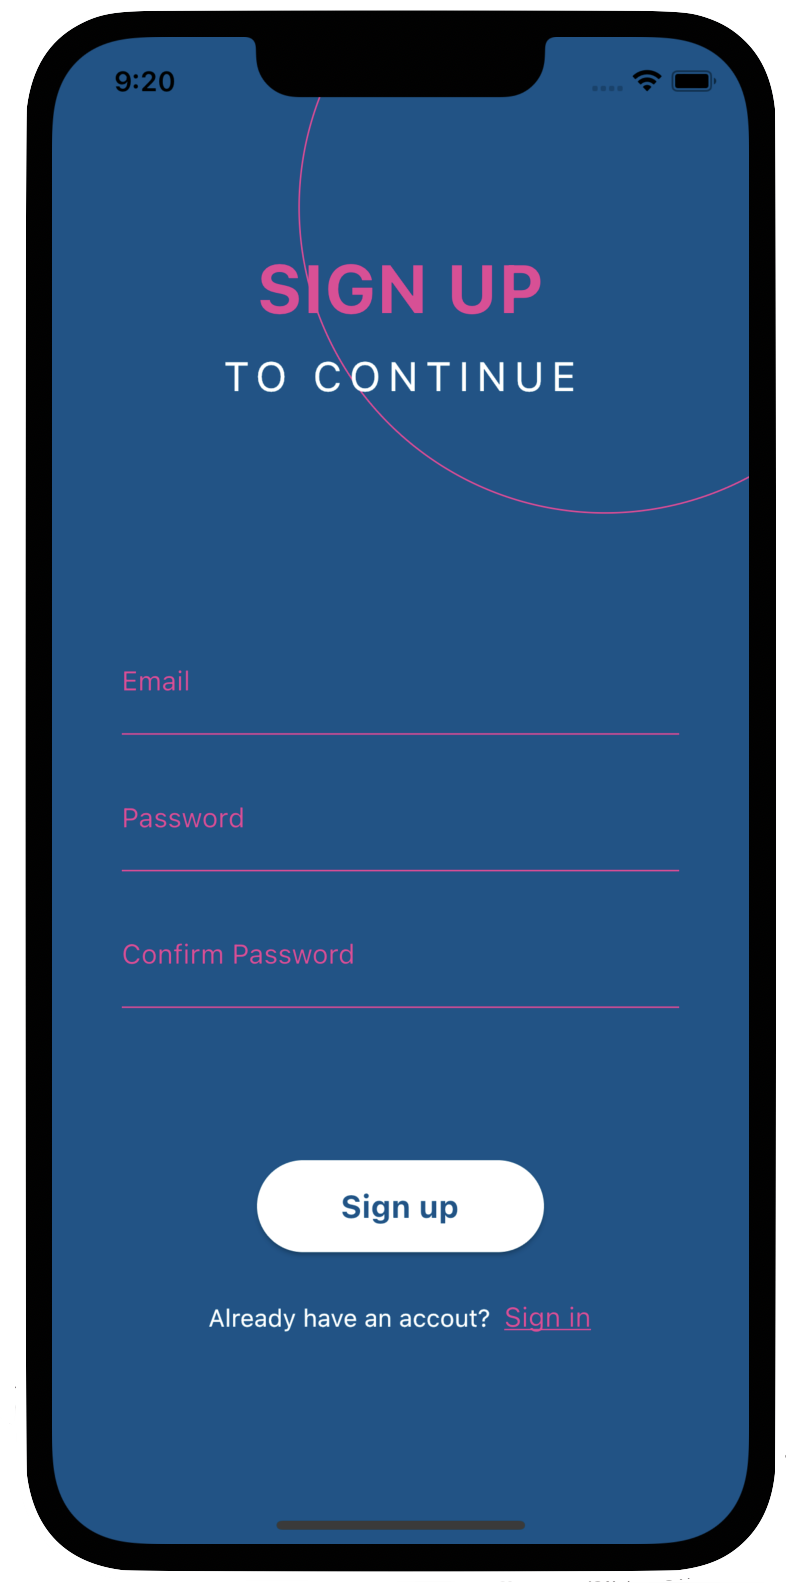 9:20
SIGN UP
TO CONTINUE
Email
Password
Confirm Password
Sign up
Already have an accout? Sign in